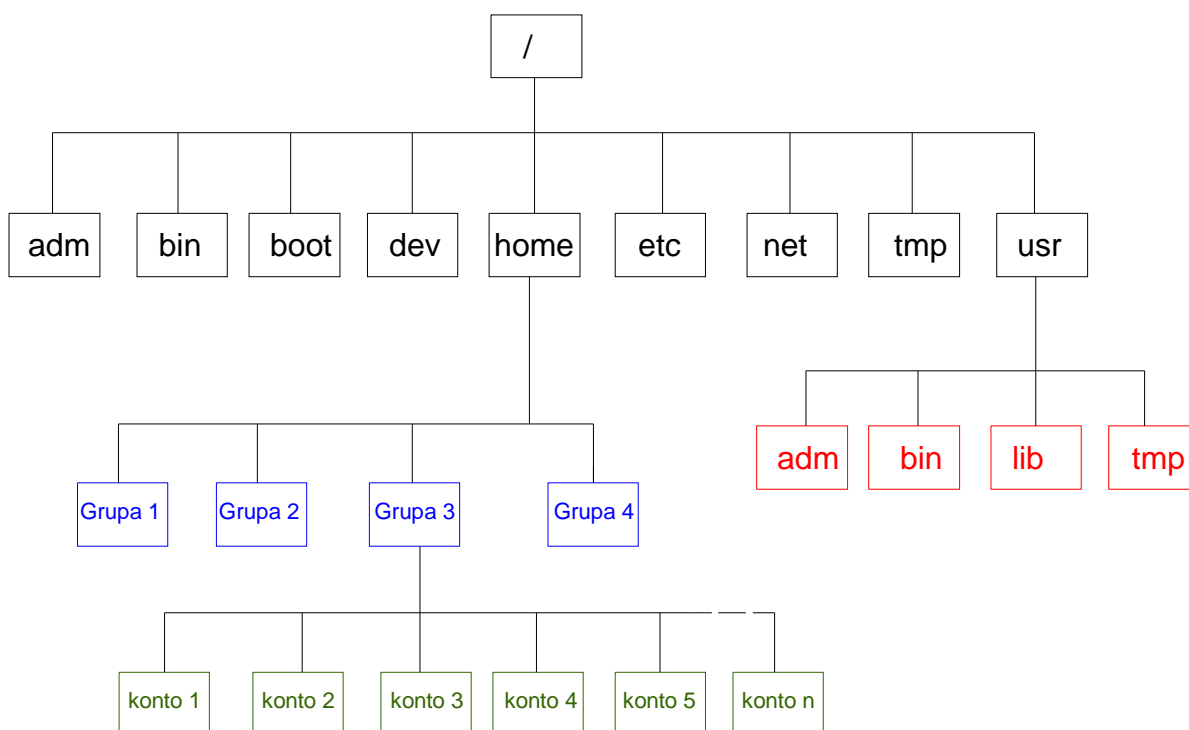 /
adm
bin
boot
dev
home
etc
net
tmp
usr
adm
bin
lib
tmp
Grupa 1
Grupa 2
Grupa 3
Grupa 4
konto 1
konto 2
konto 3
konto 4
konto 5
konto n